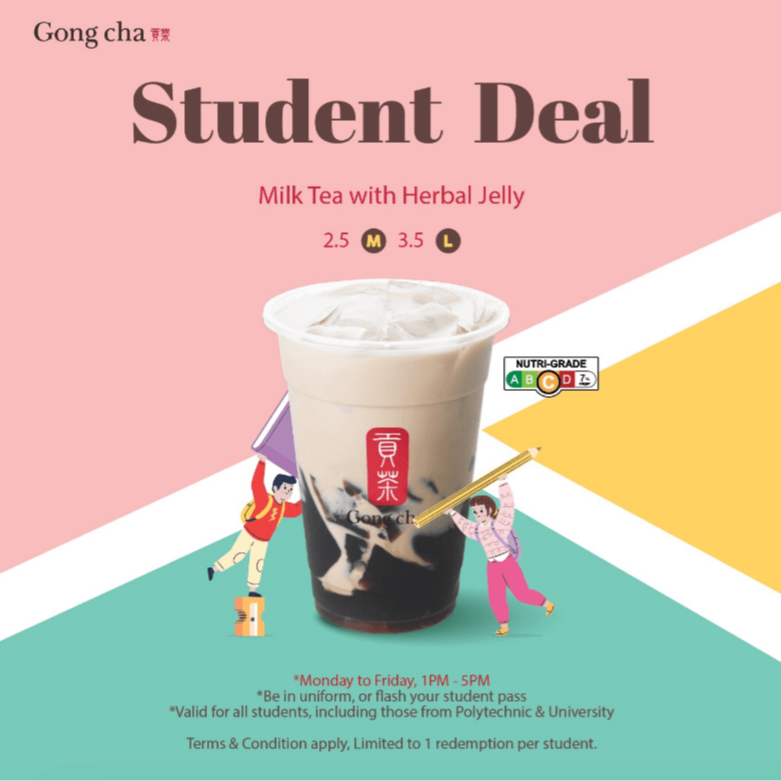 Gong cha 貢茶
Student Deal
Milk Tea with Herbal Jelly
2.5 M 3.5 L
NUTRI-GRADE
A B C D 7%
貢茶
Gong ch
*Monday to Friday, 1PM - 5PM
*Be in uniform, or flash your student pass
*Valid for all students, including those from Polytechnic & University
Terms & Condition apply, Limited to 1 redemption per student.